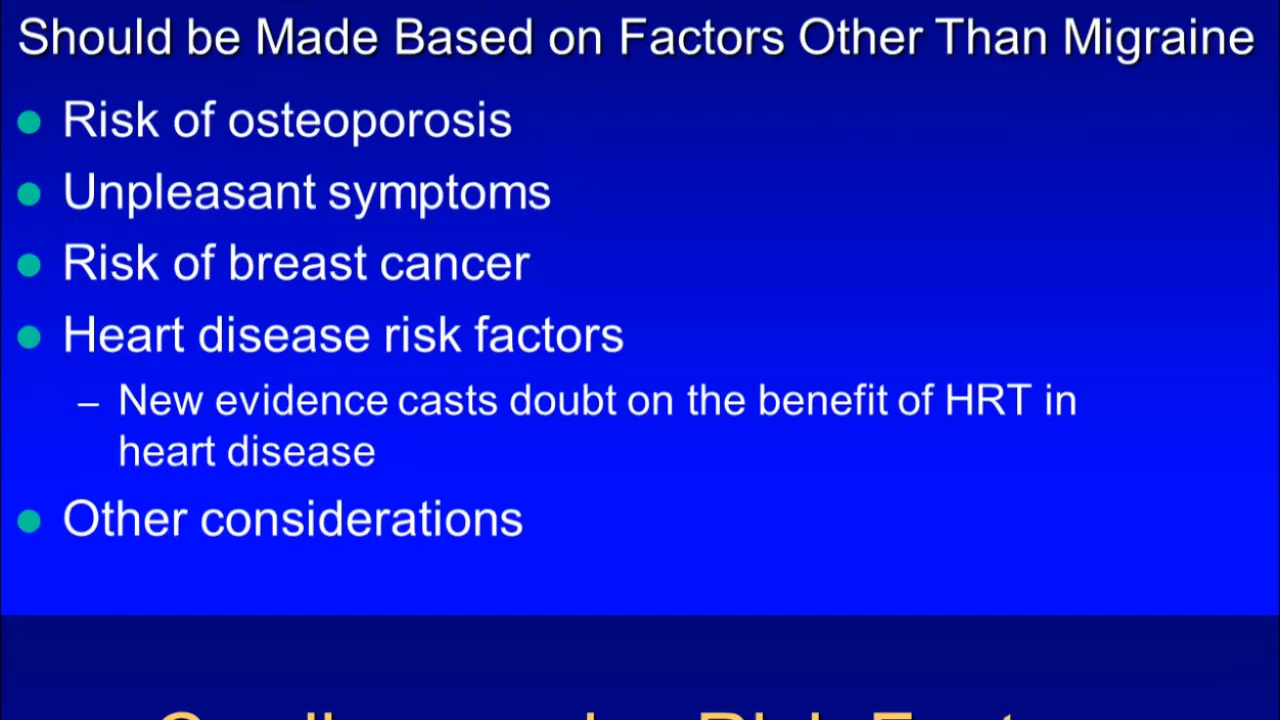 Should be Made Based on Factors Other Than Migraine
Risk of osteoporosis
Unpleasant symptoms
Risk of breast cancer
Heart disease risk factors
– New evidence casts doubt on the benefit of HRT in
heart disease
Other considerations